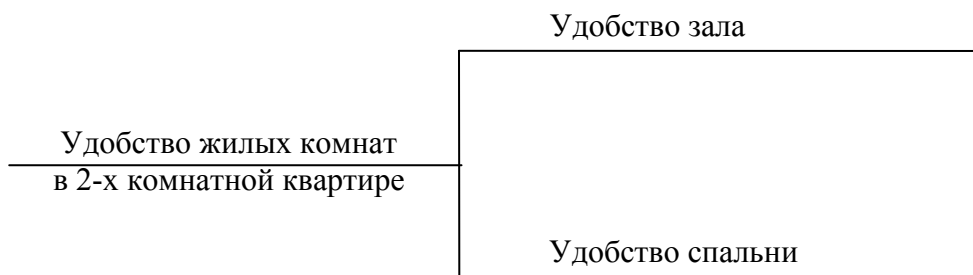 Удобство зала
Удобство жилых комнат
в 2-х комнатной квартире
Удобство спальни